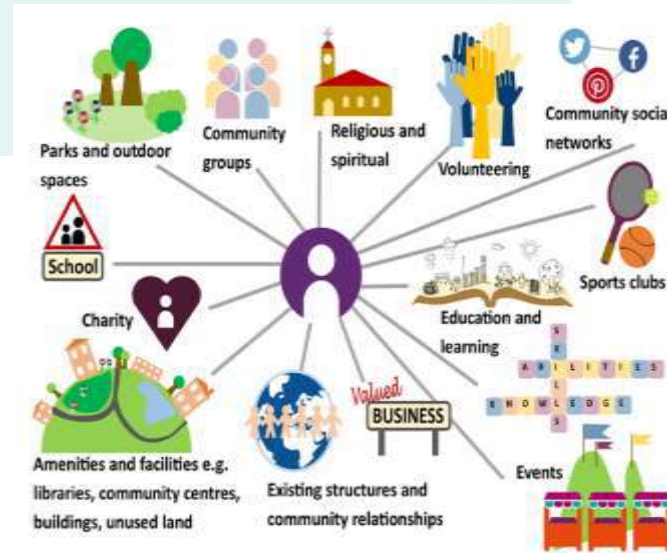 Parks and outdoor
spaces
Community
groups
Religious and
spiritual
Volunteering
Community social
networks
School
Sports clubs
Charity
Education and
learning
SKILLS
ABILITIES
KNOWLEDGE
Valued
BUSINESS
Amenities and facilities e.g.
libraries, community centres,
buildings, unused land
Existing structures and
community relationships
Events